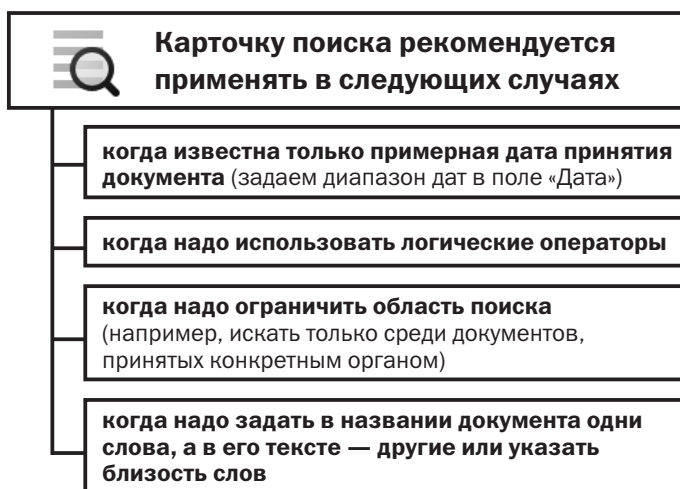 Карточку поиска рекомендуется
применять в следующих случаях
когда известна только примерная дата принятия
документа (задаем диапазон дат в поле «Дата»)
когда надо использовать логические операторы
когда надо ограничить область поиска
(например, искать только среди документов,
принятых конкретным органом)
когда надо задать в названии документа одни
слова, а в его тексте — другие или указать
близость слов